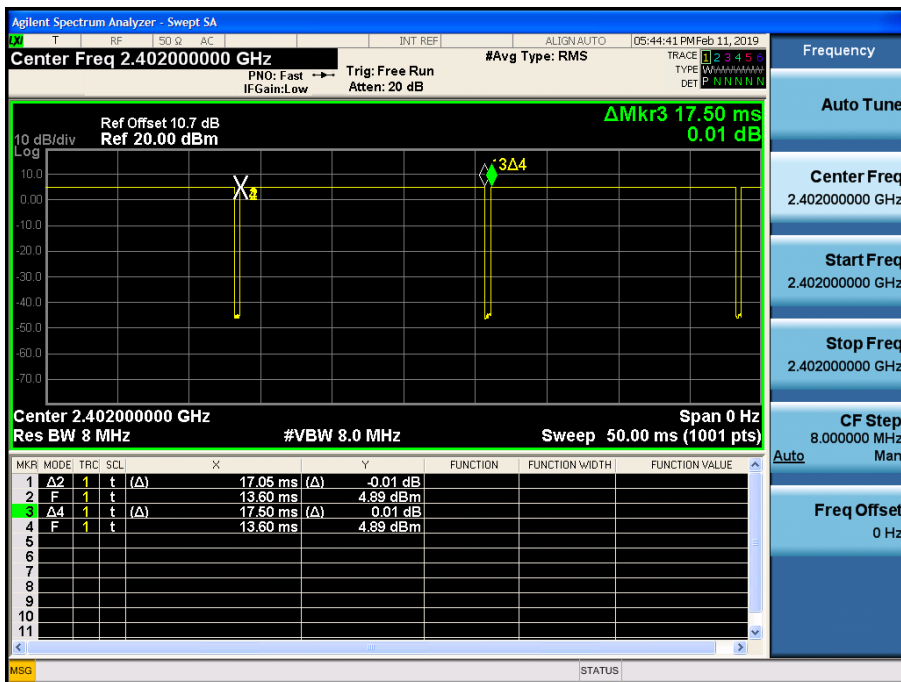 Agilent Spectrum Analyzer - Swept SA
LXI T RF 50 Ω AC INT REF ALIGN AUTO 05:44:41 PM Feb 11, 2019
Center Freq 2.402000000 GHz #Avg Type: RMS TRACE 1 2 3 4 5 6
PNO: Fast Trig: Free Run TYPE WWWWWW
IFGain:Low Atten: 20 dB DET P N N N N N
Frequency
Auto Tune
ΔMkr3 17.50 ms
0.01 dB
Ref Offset 10.7 dB
10 dB/div Ref 20.00 dBm
Log
10.0
0.00
-10.0
-20.0
-30.0
-40.0
-50.0
-60.0
-70.0
3Δ4
Center 2.402000000 GHz Span 0 Hz
Res BW 8 MHz #VBW 8.0 MHz Sweep 50.00 ms (1001 pts)
MKR MODE TRC SCL X Y FUNCTION FUNCTION WIDTH FUNCTION VALUE
1 Δ2 1 t (Δ) 17.05 ms (Δ) -0.01 dB
2 F 1 t 13.60 ms 4.89 dBm
3 Δ4 1 t (Δ) 17.50 ms (Δ) 0.01 dB
4 F 1 t 13.60 ms 4.89 dBm
5
6
7
8
9
10
11
Center Freq
2.402000000 GHz
Start Freq
2.402000000 GHz
Stop Freq
2.402000000 GHz
CF Step
8.000000 MHz
Auto Man
Freq Offset
0 Hz
MSG STATUS